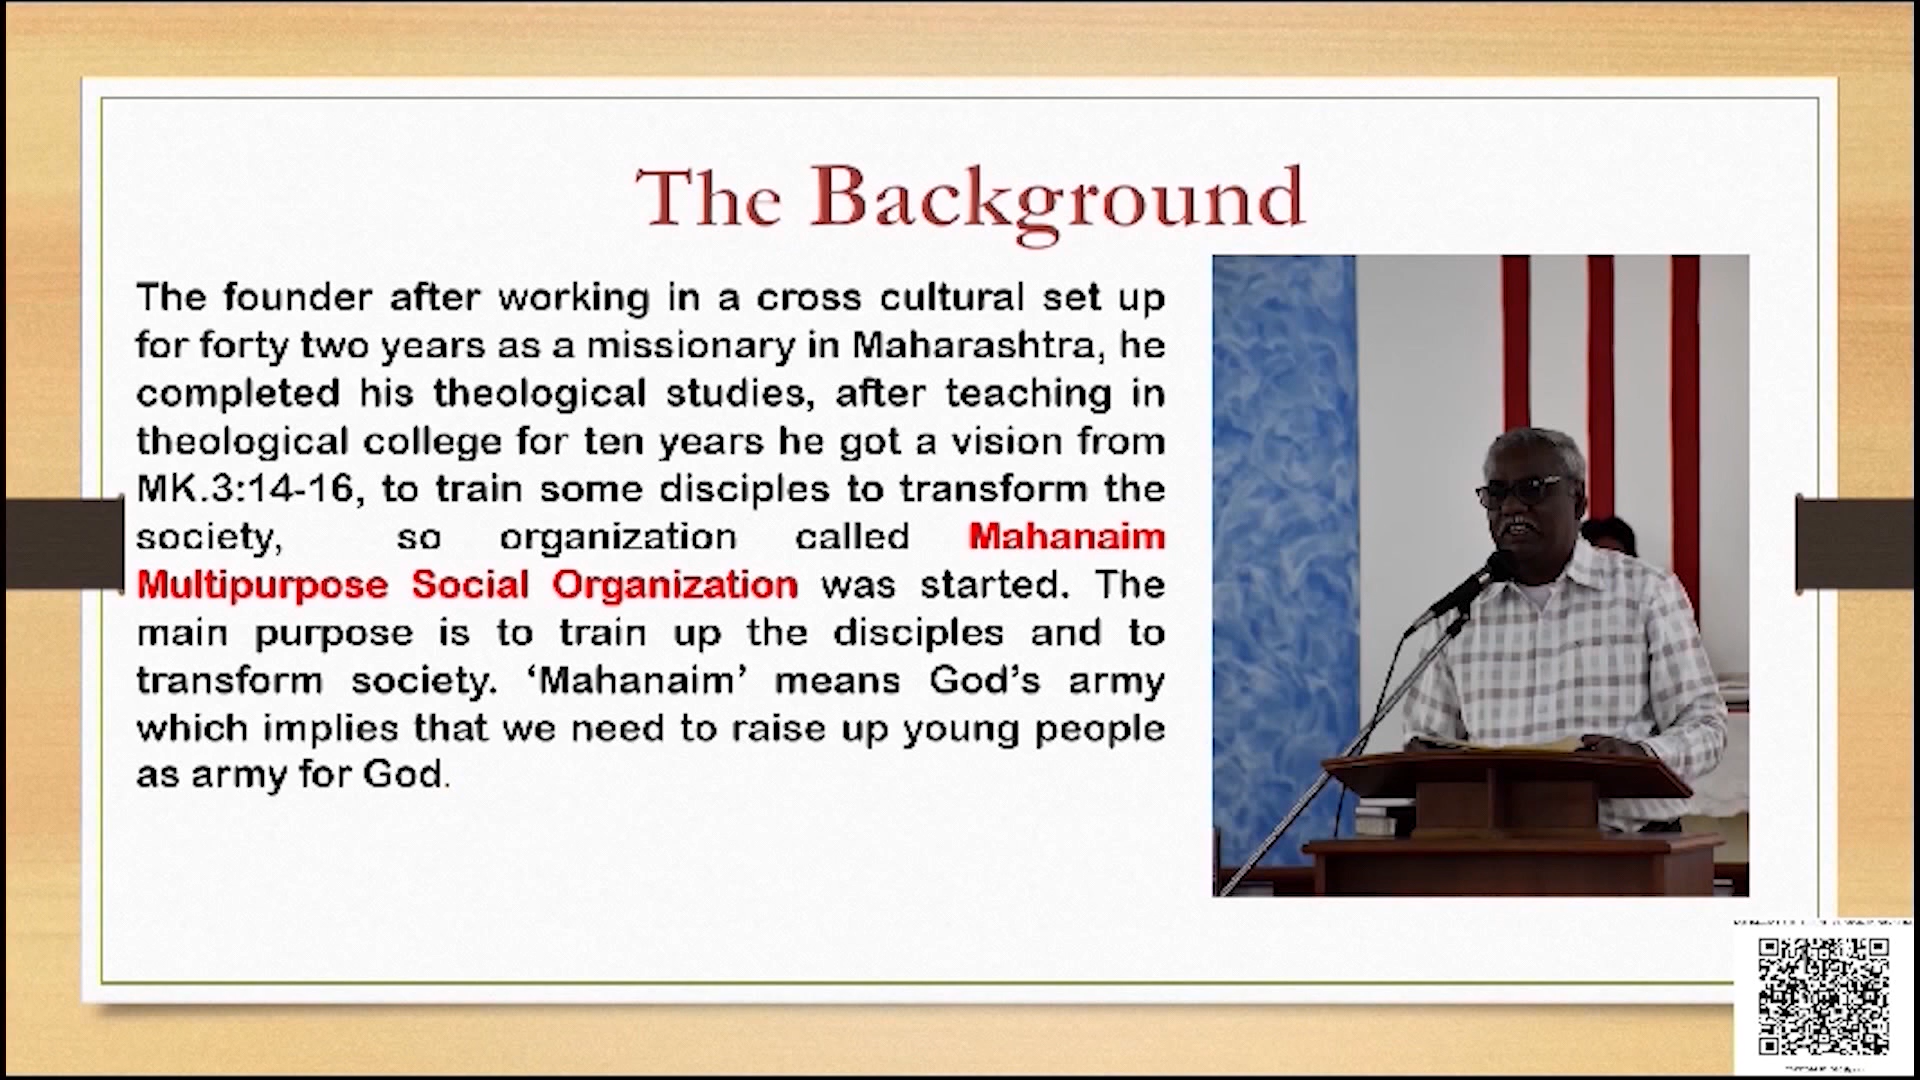 The Background
The founder after working in a cross cultural set up
for forty two years as a missionary in Maharashtra, he
completed his theological studies, after teaching in
theological college for ten years he got a vision from
MK.3:14-16, to train some disciples to transform the
society, so organization called Mahanaim
Multipurpose Social Organization was started. The
main purpose is to train up the disciples and to
transform society. ‘Mahanaim’ means God’s army
which implies that we need to raise up young people
as army for God.